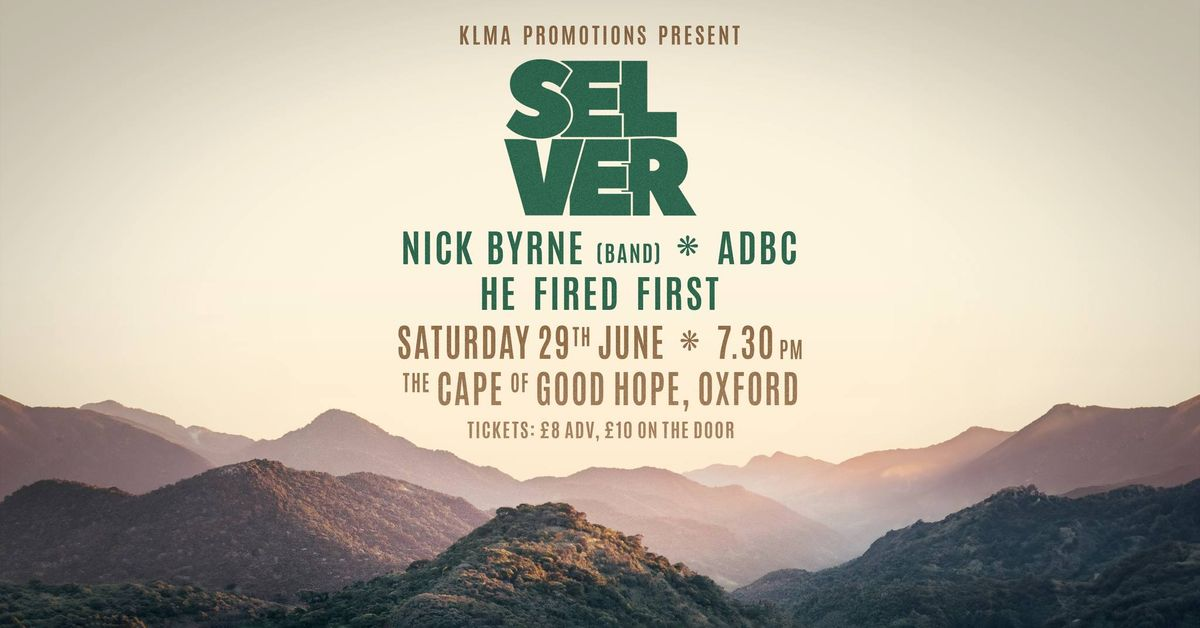 KLMA PROMOTIONS PRESENT
SEL
VER
NICK BYRNE (BAND) * ADBC
HE FIRED FIRST
SATURDAY 29TH JUNE * 7.30 PM
THE CAPE OF GOOD HOPE, OXFORD
TICKETS: £8 ADV, £10 ON THE DOOR